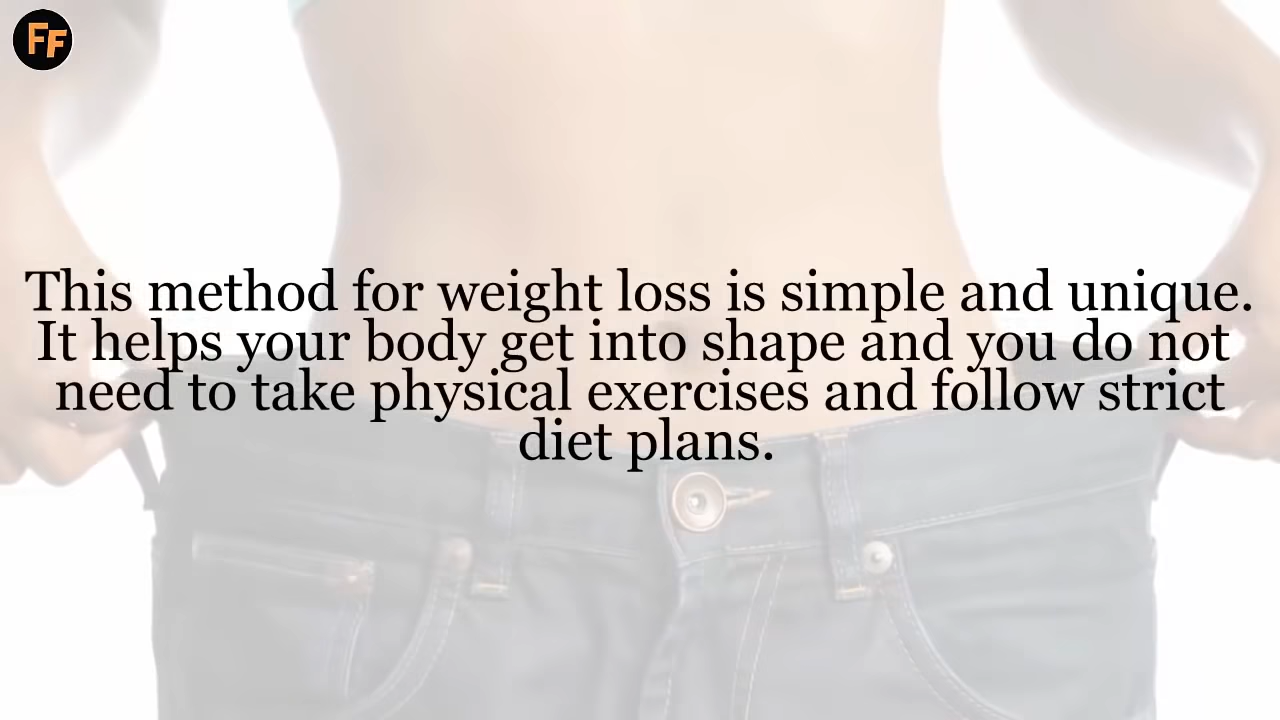 FF
This method for weight loss is simple and unique.
It helps your body get into shape and you do not
need to take physical exercises and follow strict
diet plans.